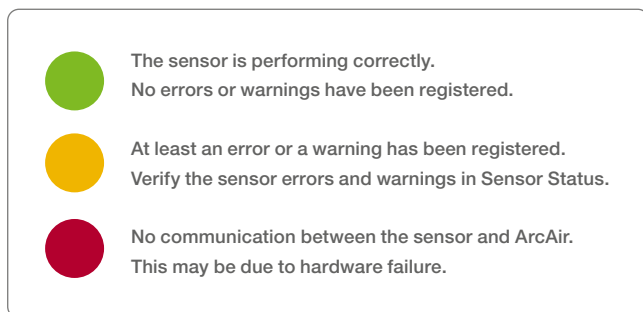 The sensor is performing correctly.
No errors or warnings have been registered.
At least an error or a warning has been registered.
Verify the sensor errors and warnings in Sensor Status.
No communication between the sensor and ArcAir.
This may be due to hardware failure.